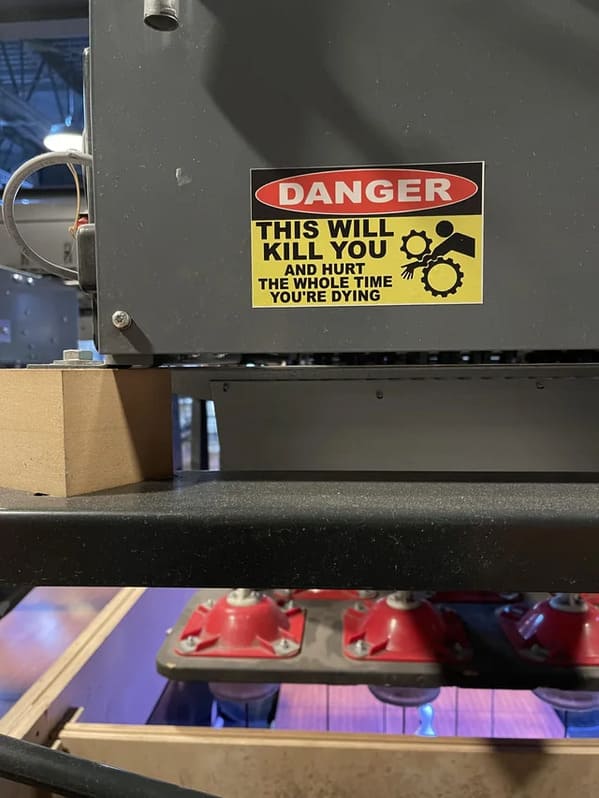 DANGER
THIS WILL
KILL YOU
AND HURT
THE WHOLE TIME
YOU'RE DYING